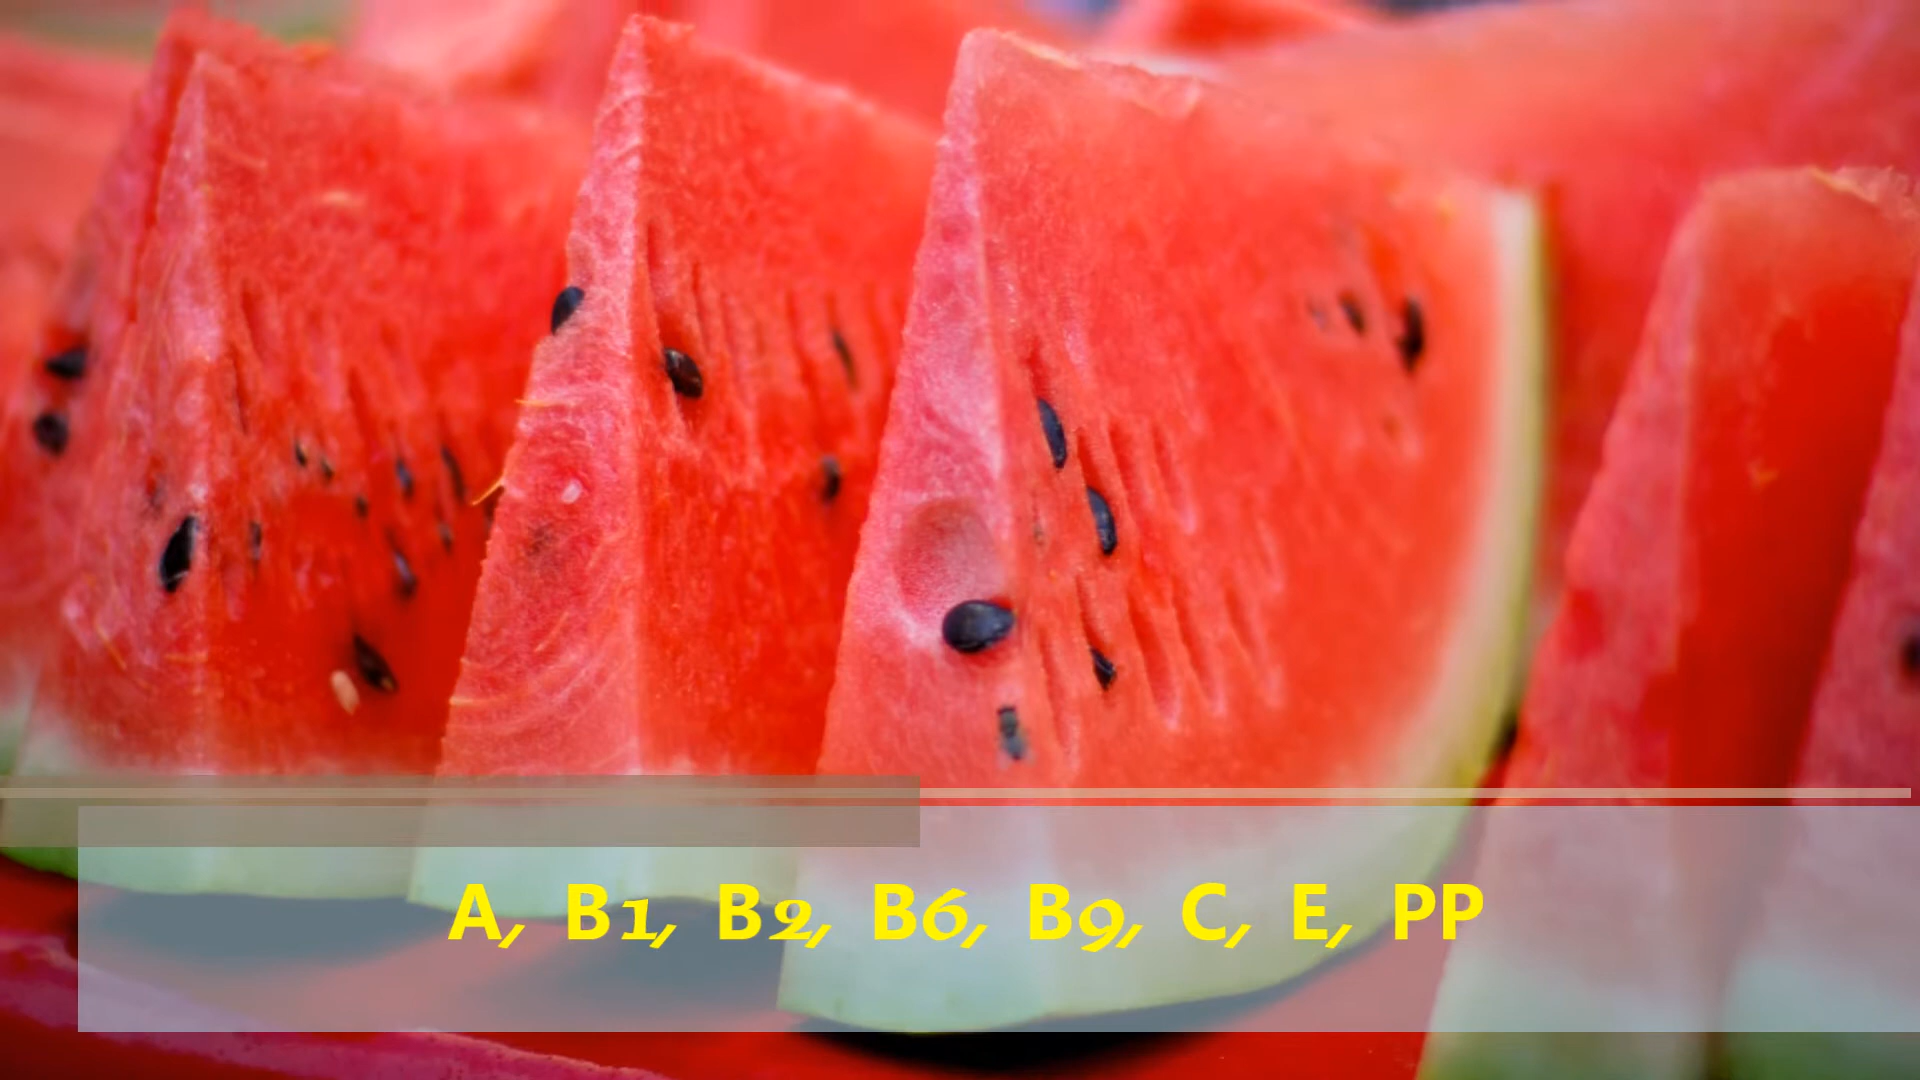 A, B1, B2, B6, B9, C, E, PP